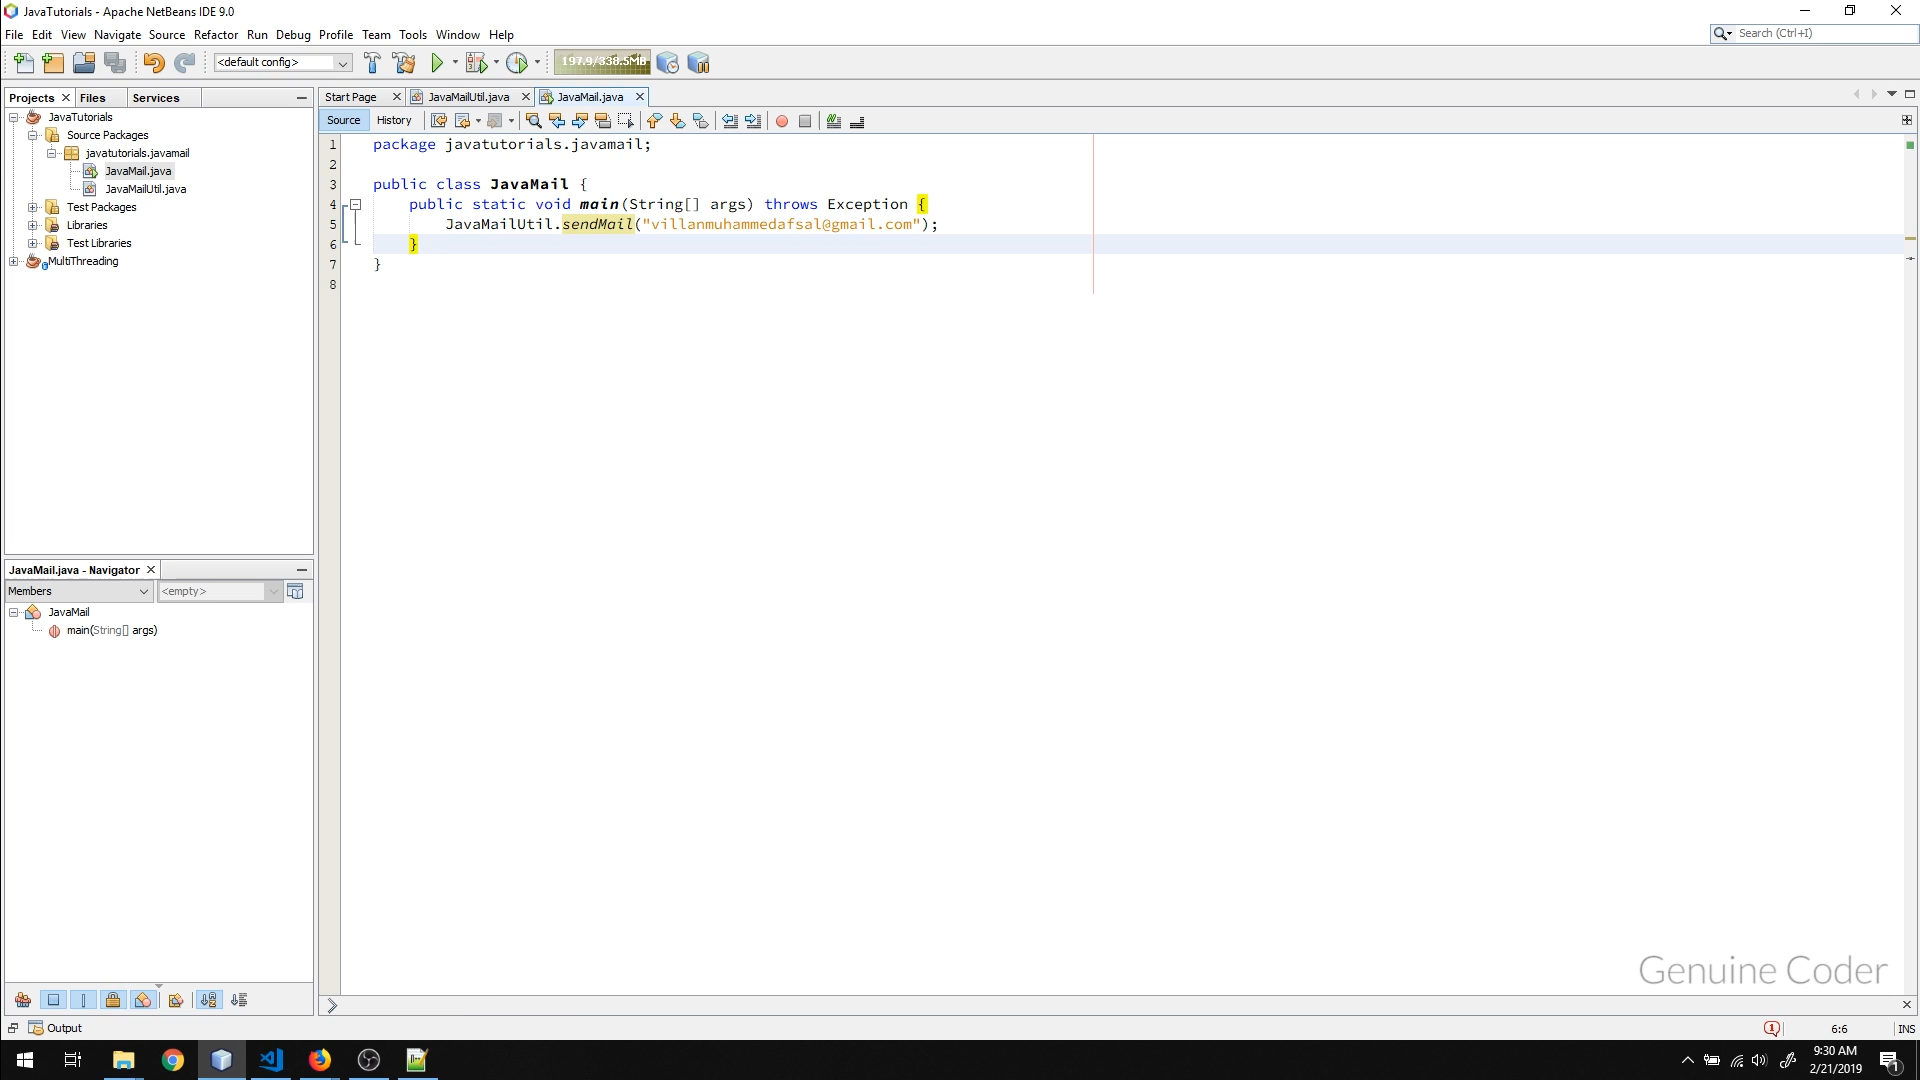 JavaTutorials - Apache NetBeans IDE 9.0
File Edit View Navigate Source Refactor Run Debug Profile Team Tools Window Help
Search (Ctrl+I)
<default config>
197.9/338.5MB
Projects Files Services
JavaTutorials
Source Packages
javatutorials.javamail
JavaMail.java
JavaMailUtil.java
Test Packages
Libraries
Test Libraries
MultiThreading
Start Page JavaMailUtil.java JavaMail.java
Source History
1 package javatutorials.javamail;
2
3 public class JavaMail {
4 public static void main(String[] args) throws Exception {
5 JavaMailUtil.sendMail("villanmuhammedafsal@gmail.com");
6 }
7 }
8
JavaMail.java - Navigator
Members <empty>
JavaMail
main(String[] args)
Genuine Coder
Output
1
6:6
INS
9:30 AM
2/21/2019
1